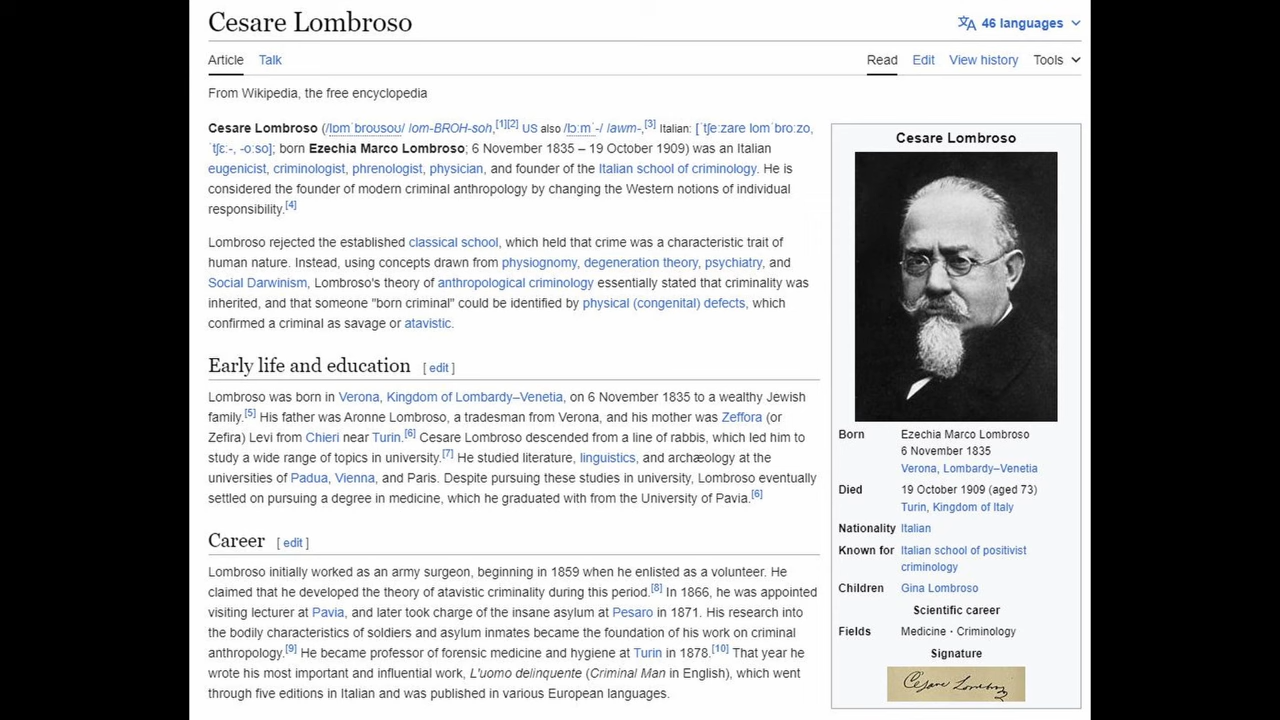 Cesare Lombroso
46 languages
Article Talk
Read Edit View history Tools
From Wikipedia, the free encyclopedia
Cesare Lombroso (/lɒmˈbroʊsoʊ/ lom-BROH-soh,[1][2] US also /lɔːmˈ-/ lawm-,[3] Italian: [ˈtʃeːzare lomˈbroːzo,
ˈtʃɛː-, -oːso]; born Ezechia Marco Lombroso; 6 November 1835 – 19 October 1909) was an Italian
eugenicist, criminologist, phrenologist, physician, and founder of the Italian school of criminology. He is
considered the founder of modern criminal anthropology by changing the Western notions of individual
responsibility.[4]
Lombroso rejected the established classical school, which held that crime was a characteristic trait of
human nature. Instead, using concepts drawn from physiognomy, degeneration theory, psychiatry, and
Social Darwinism, Lombroso's theory of anthropological criminology essentially stated that criminality was
inherited, and that someone "born criminal" could be identified by physical (congenital) defects, which
confirmed a criminal as savage or atavistic.
Early life and education [ edit ]
Lombroso was born in Verona, Kingdom of Lombardy–Venetia, on 6 November 1835 to a wealthy Jewish
family.[5] His father was Aronne Lombroso, a tradesman from Verona, and his mother was Zeffora (or
Zefira) Levi from Chieri near Turin.[6] Cesare Lombroso descended from a line of rabbis, which led him to
study a wide range of topics in university.[7] He studied literature, linguistics, and archæology at the
universities of Padua, Vienna, and Paris. Despite pursuing these studies in university, Lombroso eventually
settled on pursuing a degree in medicine, which he graduated with from the University of Pavia.[6]
Career [ edit ]
Lombroso initially worked as an army surgeon, beginning in 1859 when he enlisted as a volunteer. He
claimed that he developed the theory of atavistic criminality during this period.[8] In 1866, he was appointed
visiting lecturer at Pavia, and later took charge of the insane asylum at Pesaro in 1871. His research into
the bodily characteristics of soldiers and asylum inmates became the foundation of his work on criminal
anthropology.[9] He became professor of forensic medicine and hygiene at Turin in 1878.[10] That year he
wrote his most important and influential work, L'uomo delinquente (Criminal Man in English), which went
through five editions in Italian and was published in various European languages.
Cesare Lombroso
Born Ezechia Marco Lombroso
6 November 1835
Verona, Lombardy–Venetia
Died 19 October 1909 (aged 73)
Turin, Kingdom of Italy
Nationality Italian
Known for Italian school of positivist
criminology
Children Gina Lombroso
Scientific career
Fields Medicine · Criminology
Signature
Cesare Lombroso